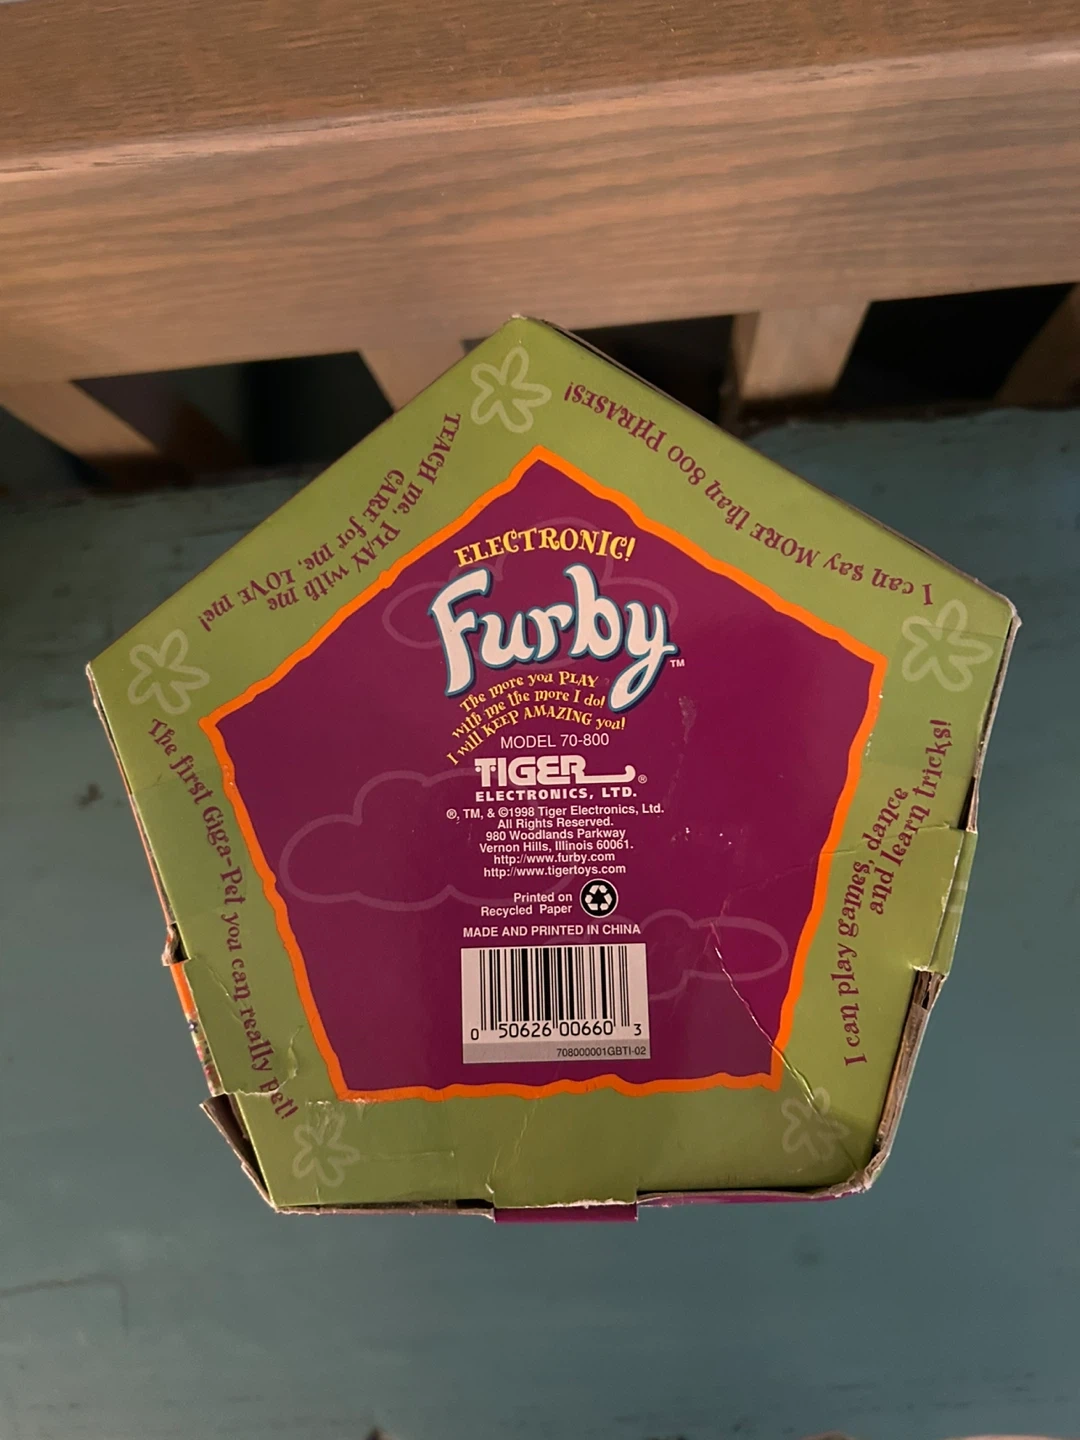 I can say MORE than 800 PHRASES!
TEACH me, PLAY with me
CARE for me, LOVE me!
ELECTRONIC!
Furby™
The more you PLAY
with me the more I do!
I will KEEP AMAZING you!
MODEL 70-800
TIGER®
ELECTRONICS, LTD.
®, TM, & ©1998 Tiger Electronics, Ltd.
All Rights Reserved.
980 Woodlands Parkway
Vernon Hills, Illinois 60061.
http://www.furby.com
http://www.tigertoys.com
Printed on
Recycled Paper
MADE AND PRINTED IN CHINA
0 50626 00660 3
708000001GBTI-02
The first Giga-Pet you can really pet!
I can play games, dance
and learn tricks!